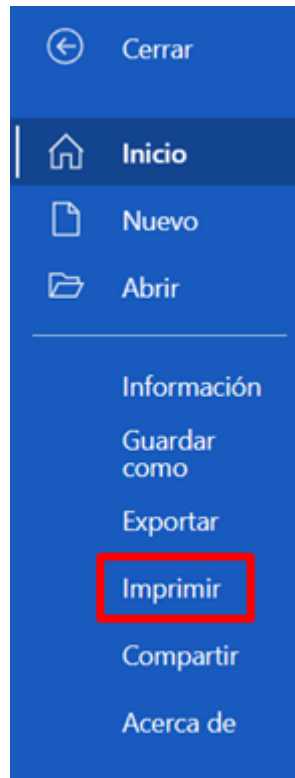 Cerrar
Inicio
Nuevo
Abrir
Información
Guardar
como
Exportar
Imprimir
Compartir
Acerca de